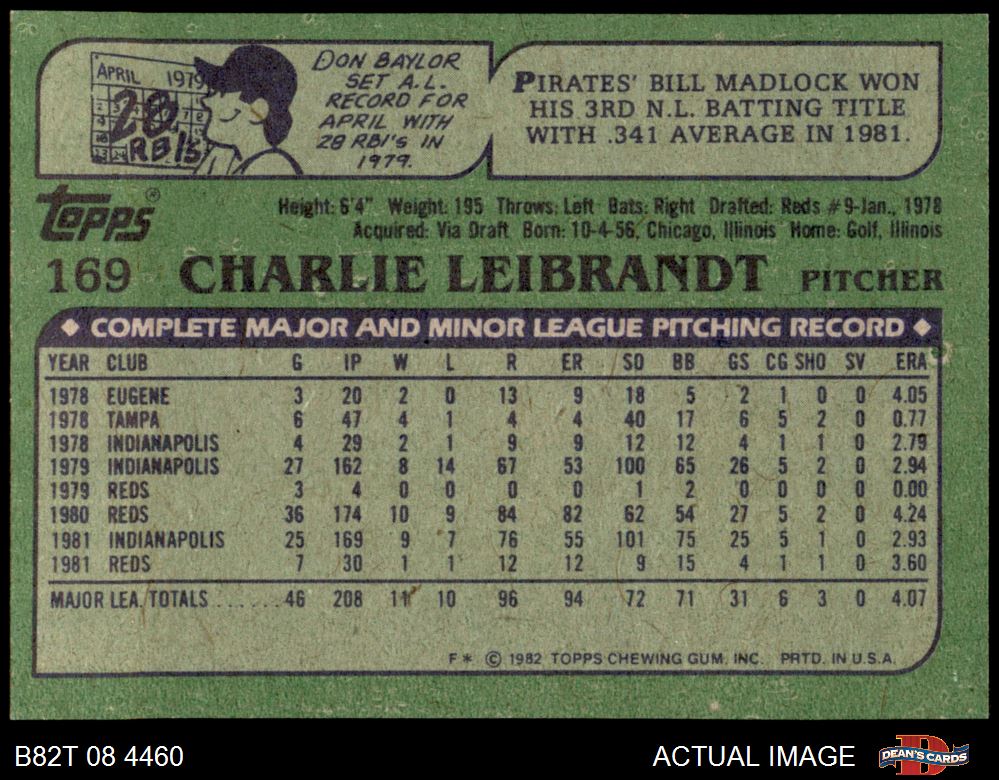 APRIL 1979
28
RBI's
DON BAYLOR
SET A.L.
RECORD FOR
APRIL WITH
28 RBI'S IN
1979.
PIRATES' BILL MADLOCK WON
HIS 3RD N.L. BATTING TITLE
WITH .341 AVERAGE IN 1981.
topps®
Height: 6'4" Weight: 195 Throws: Left Bats: Right Drafted: Reds #9-Jan., 1978
Acquired: Via Draft Born: 10-4-56, Chicago, Illinois Home: Golf, Illinois
169 CHARLIE LEIBRANDT PITCHER
◆ COMPLETE MAJOR AND MINOR LEAGUE PITCHING RECORD ◆
YEAR CLUB G IP W L R ER SO BB GS CG SHO SV ERA
1978 EUGENE 3 20 2 0 13 9 18 5 2 1 0 0 4.05
1978 TAMPA 6 47 4 1 4 4 40 17 6 5 2 0 0.77
1978 INDIANAPOLIS 4 29 2 1 9 9 12 12 4 1 1 0 2.79
1979 INDIANAPOLIS 27 162 8 14 67 53 100 65 26 5 2 0 2.94
1979 REDS 3 4 0 0 0 0 1 2 0 0 0 0 0.00
1980 REDS 36 174 10 9 84 82 62 54 27 5 2 0 4.24
1981 INDIANAPOLIS 25 169 9 7 76 55 101 75 25 5 1 0 2.93
1981 REDS 7 30 1 1 12 12 9 15 4 1 1 0 3.60
MAJOR LEA. TOTALS ...... 46 208 11 10 96 94 72 71 31 6 3 0 4.07
F* © 1982 TOPPS CHEWING GUM, INC. PRTD. IN U.S.A.
B82T 08 4460 ACTUAL IMAGE DEAN'S CARDS